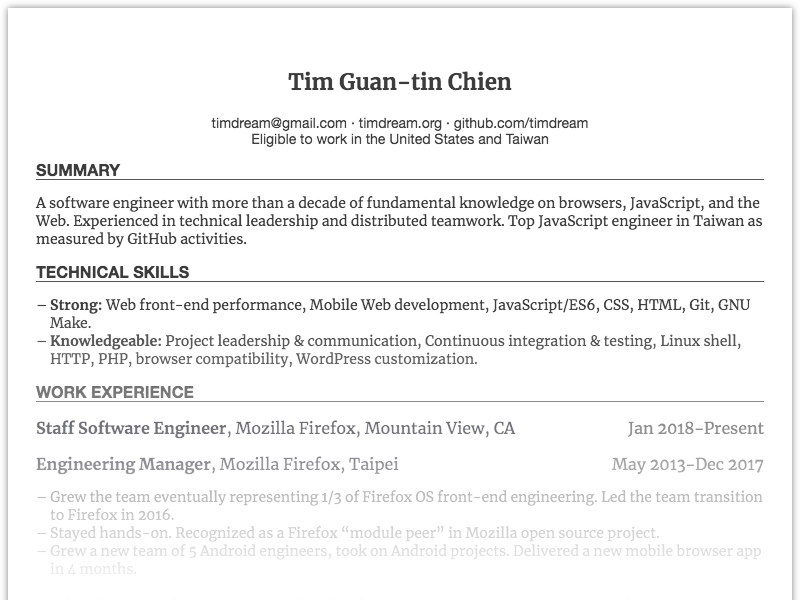 Tim Guan-tin Chien
timdream@gmail.com · timdream.org · github.com/timdream
Eligible to work in the United States and Taiwan
SUMMARY
A software engineer with more than a decade of fundamental knowledge on browsers, JavaScript, and the
Web. Experienced in technical leadership and distributed teamwork. Top JavaScript engineer in Taiwan as
measured by GitHub activities.
TECHNICAL SKILLS
– Strong: Web front-end performance, Mobile Web development, JavaScript/ES6, CSS, HTML, Git, GNU
Make.
– Knowledgeable: Project leadership & communication, Continuous integration & testing, Linux shell,
HTTP, PHP, browser compatibility, WordPress customization.
WORK EXPERIENCE
Staff Software Engineer, Mozilla Firefox, Mountain View, CA Jan 2018–Present
Engineering Manager, Mozilla Firefox, Taipei May 2013–Dec 2017
– Grew the team eventually representing 1/3 of Firefox OS front-end engineering. Led the team transition
to Firefox in 2016.
– Stayed hands-on. Recognized as a Firefox “module peer” in Mozilla open source project.
– Grew a new team of 5 Android engineers, took on Android projects. Delivered a new mobile browser app
in 4 months.